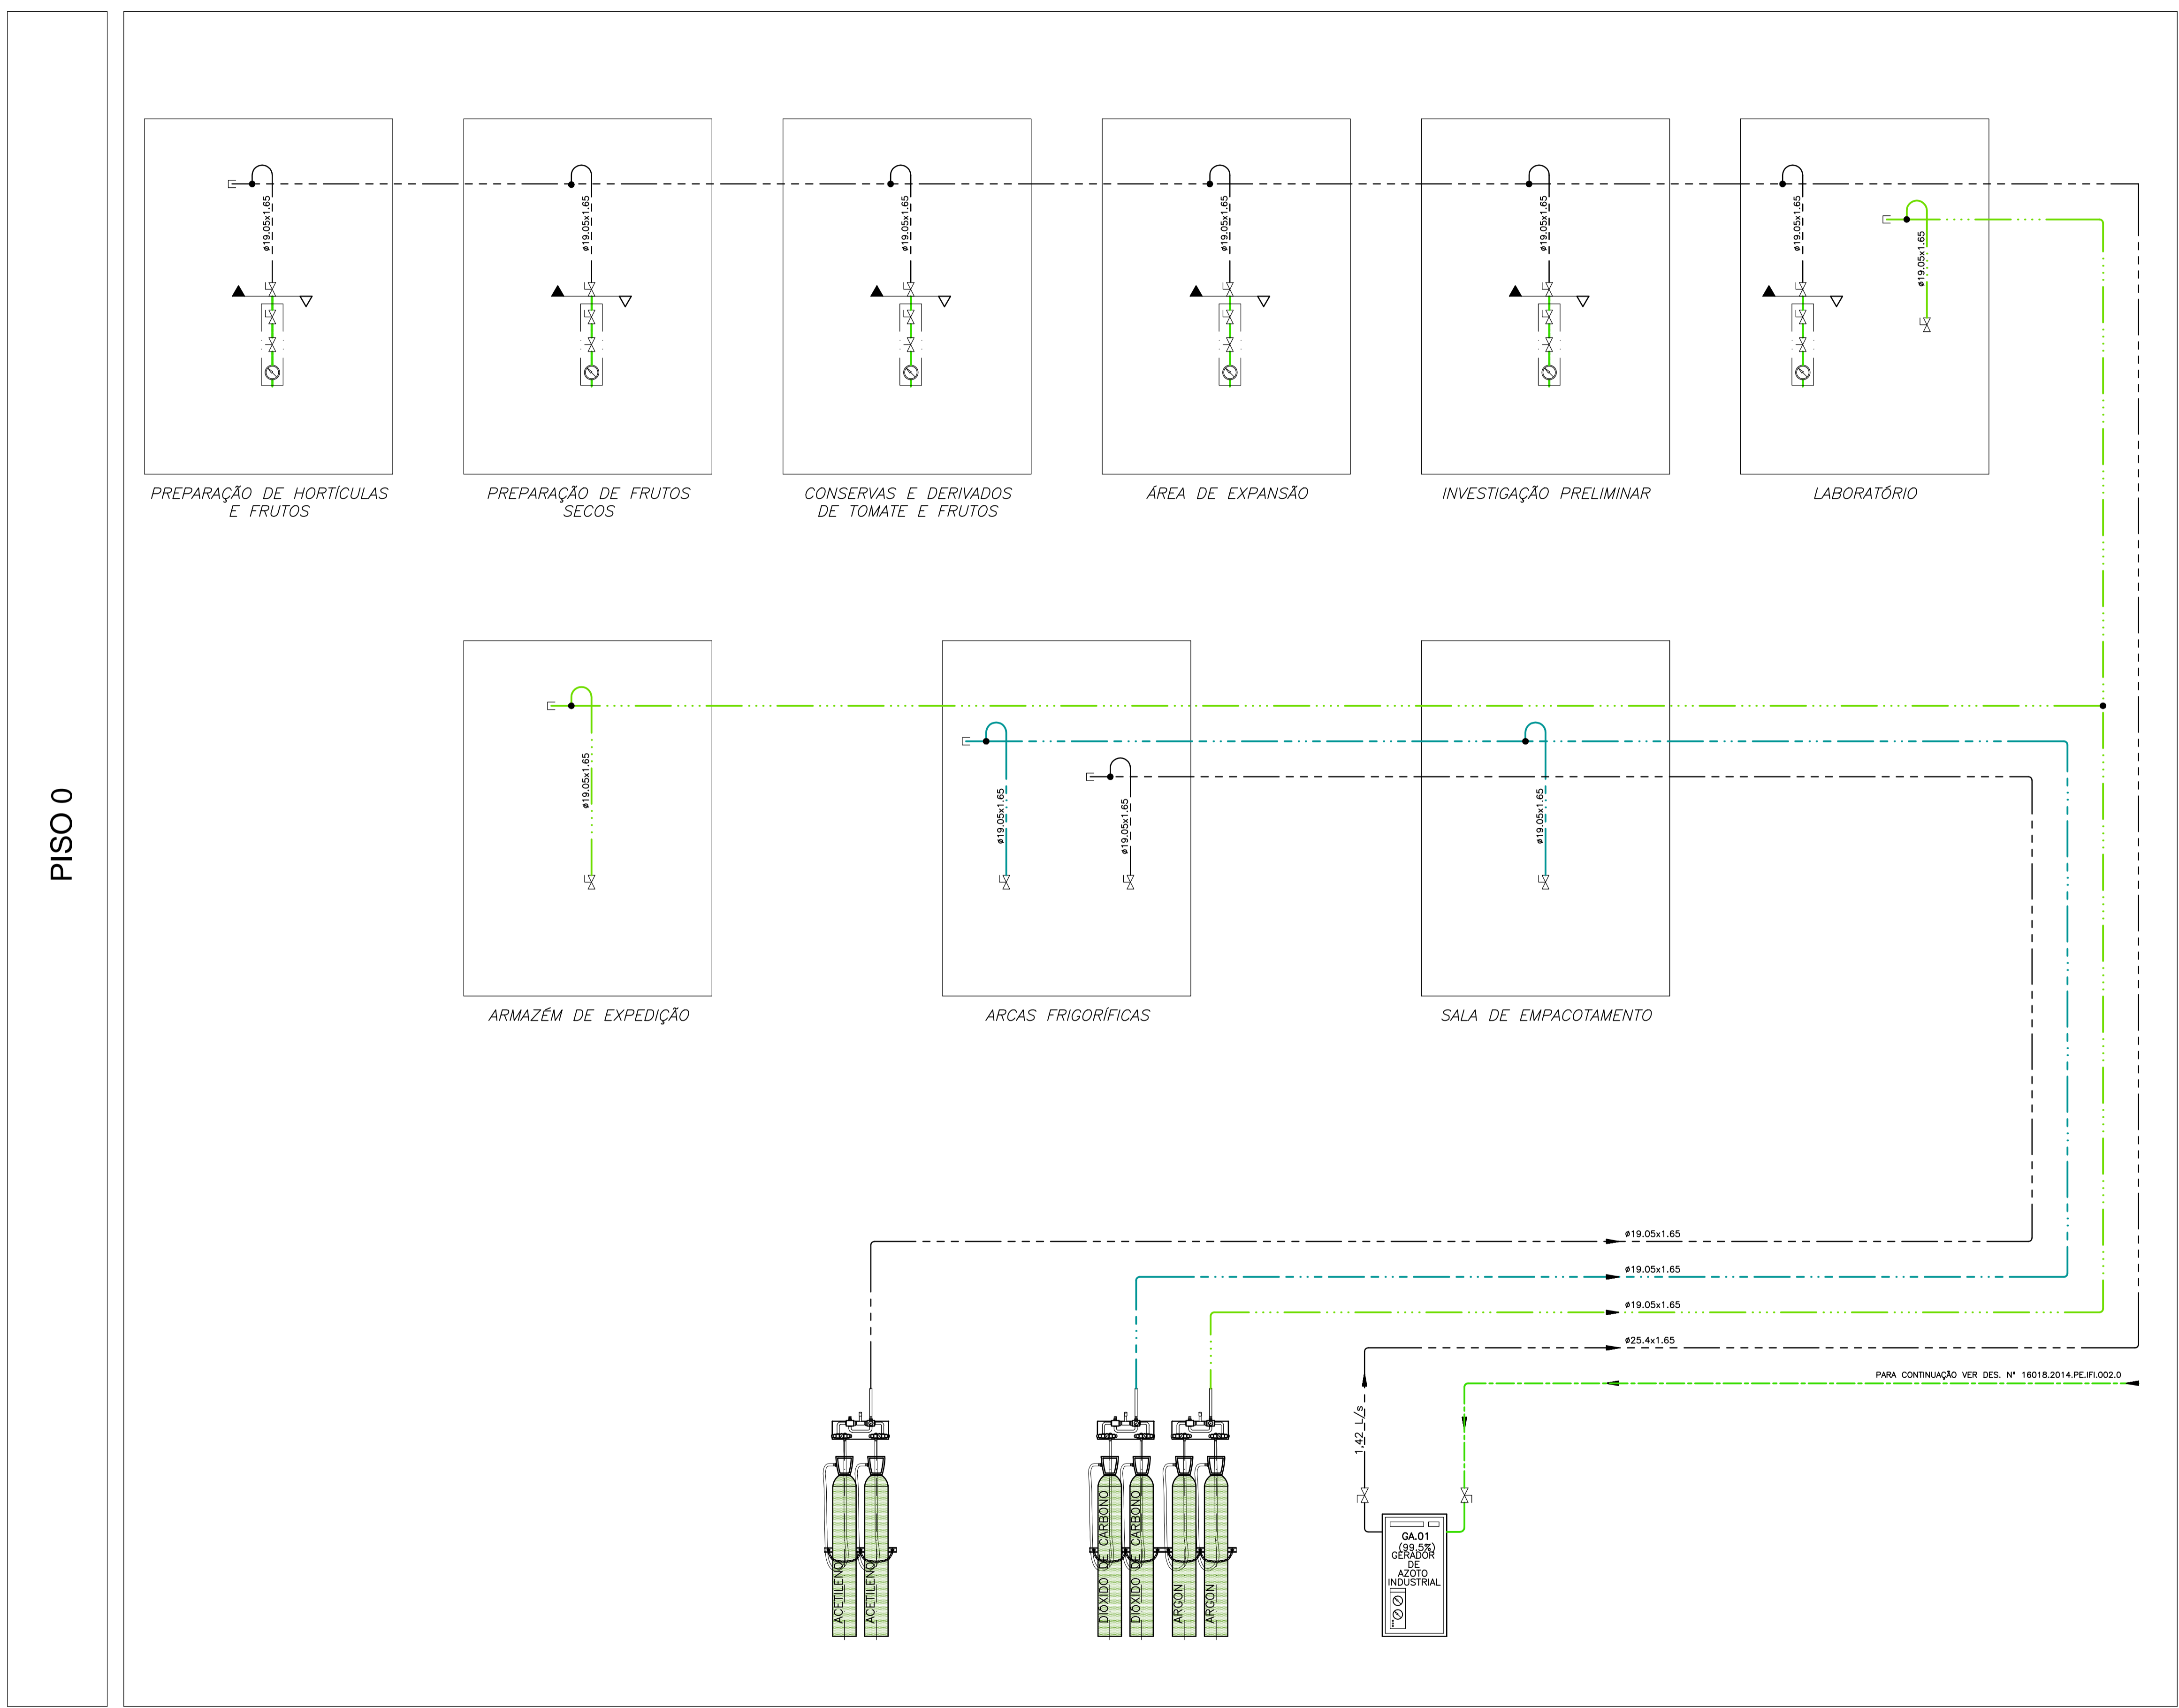 PISO 0
ø19.05x1.65
ø19.05x1.65
ø19.05x1.65
ø19.05x1.65
ø19.05x1.65
ø19.05x1.65
ø19.05x1.65
PREPARAÇÃO DE HORTÍCULAS
E FRUTOS
PREPARAÇÃO DE FRUTOS
SECOS
CONSERVAS E DERIVADOS
DE TOMATE E FRUTOS
ÁREA DE EXPANSÃO
INVESTIGAÇÃO PRELIMINAR
LABORATÓRIO
ø19.05x1.65
ø19.05x1.65
ø19.05x1.65
ø19.05x1.65
ARMAZÉM DE EXPEDIÇÃO
ARCAS FRIGORÍFICAS
SALA DE EMPACOTAMENTO
ø19.05x1.65
ø19.05x1.65
ø19.05x1.65
ø25.4x1.65
PARA CONTINUAÇÃO VER DES. N° 16018.2014.PE.IFI.002.0
1.42 L/s
ACETILENO
ACETILENO
DIÓXIDO DE CARBONO
DIÓXIDO DE CARBONO
ARGON
ARGON
GA.01
(99.5%)
GERADOR
DE
AZOTO
INDUSTRIAL